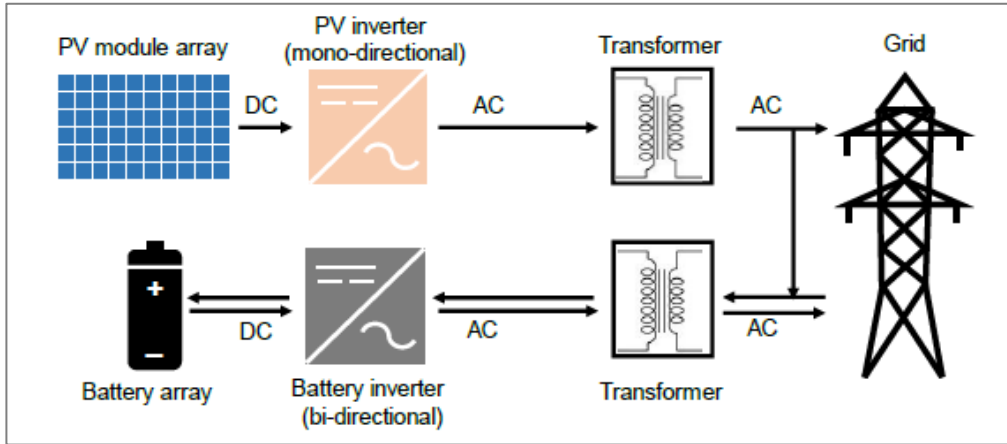 PV module array
PV inverter
(mono-directional)
Transformer
Grid
DC
AC
AC
+
−
DC
AC
AC
Battery array
Battery inverter
(bi-directional)
Transformer